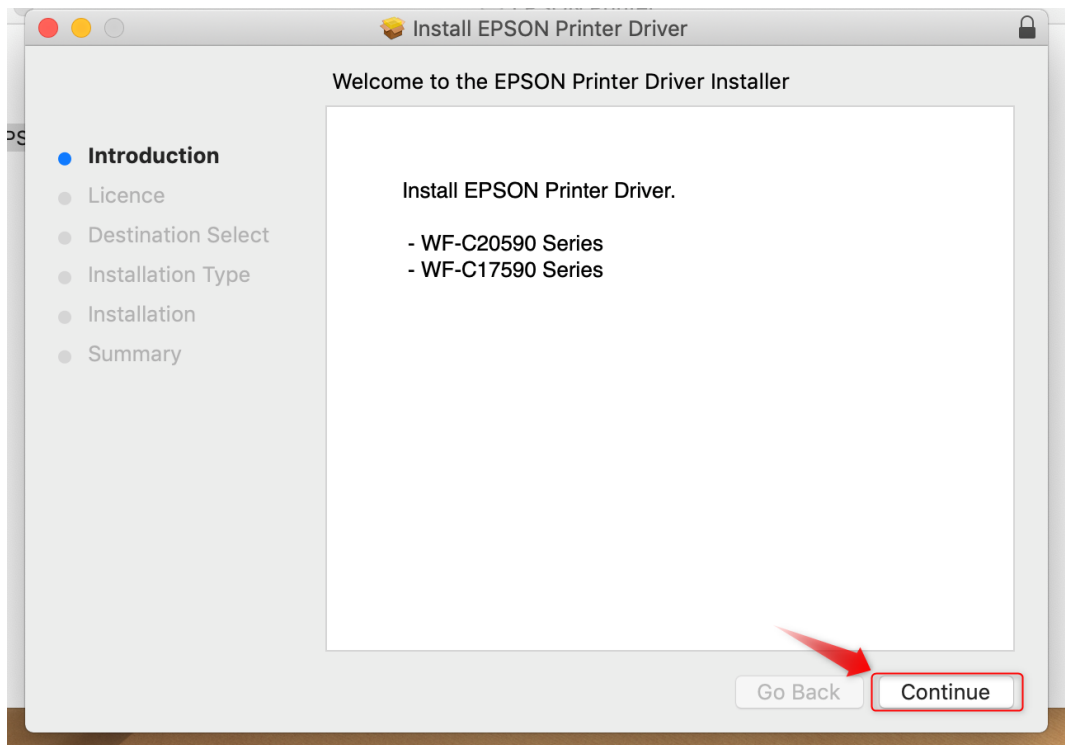 Install EPSON Printer Driver
Welcome to the EPSON Printer Driver Installer
PS
Introduction
Licence
Destination Select
Installation Type
Installation
Summary
Install EPSON Printer Driver.
- WF-C20590 Series
- WF-C17590 Series
Go Back
Continue